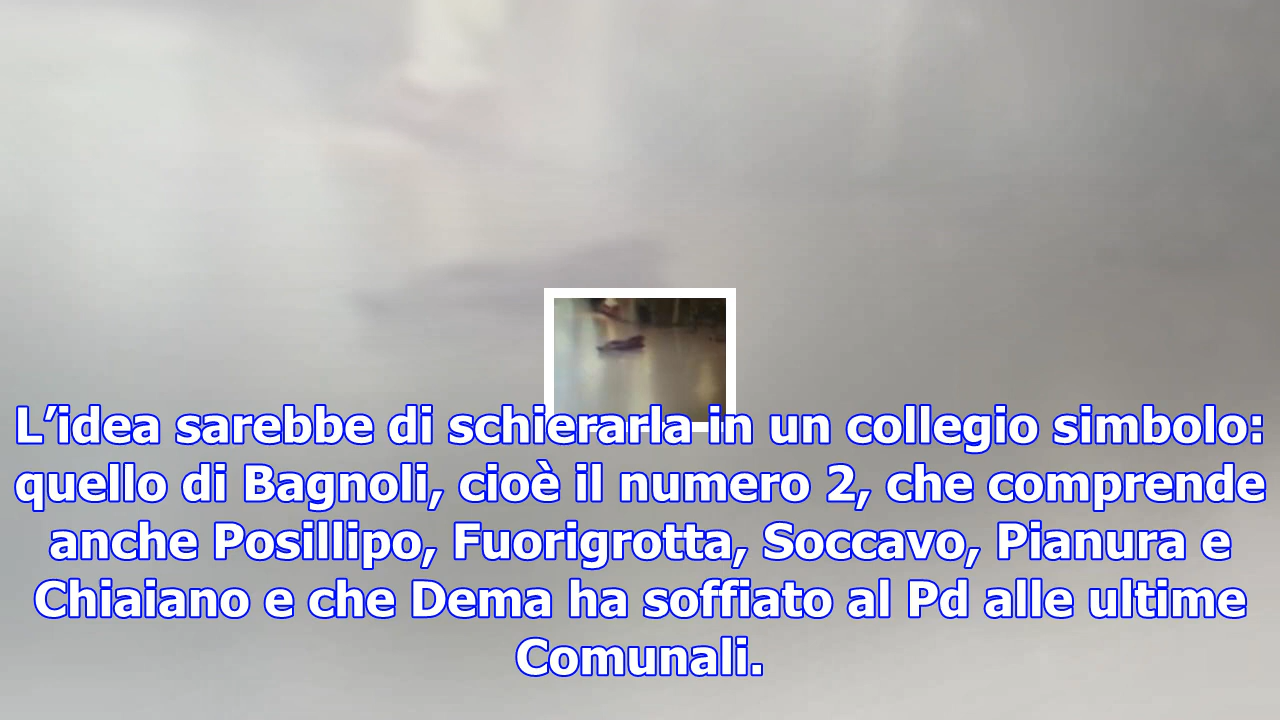 L’idea sarebbe di schierarla in un collegio simbolo:
quello di Bagnoli, cioè il numero 2, che comprende
anche Posillipo, Fuorigrotta, Soccavo, Pianura e
Chiaiano e che Dema ha soffiato al Pd alle ultime
Comunali.